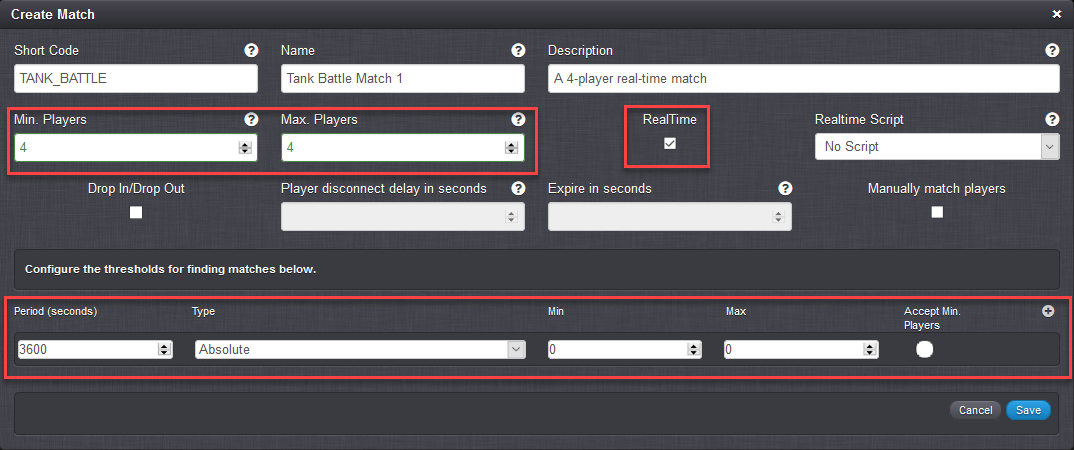 Create Match
Short Code
Name
Description
TANK_BATTLE
Tank Battle Match 1
A 4-player real-time match
Min. Players
Max. Players
RealTime
Realtime Script
4
4
No Script
Drop In/Drop Out
Player disconnect delay in seconds
Expire in seconds
Manually match players
Configure the thresholds for finding matches below.
Period (seconds)
Type
Min
Max
Accept Min.
Players
3600
Absolute
0
0
Cancel
Save